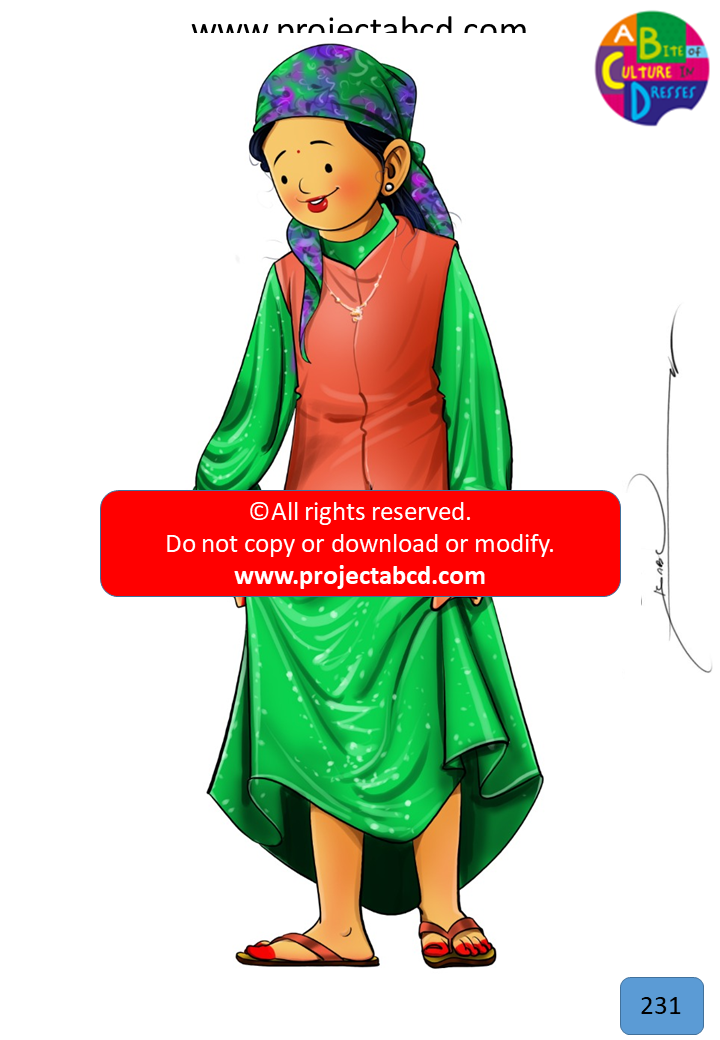 www.projectabcd.com
A BITE OF
CULTURE IN
DRESSES
©All rights reserved.
Do not copy or download or modify.
www.projectabcd.com
231